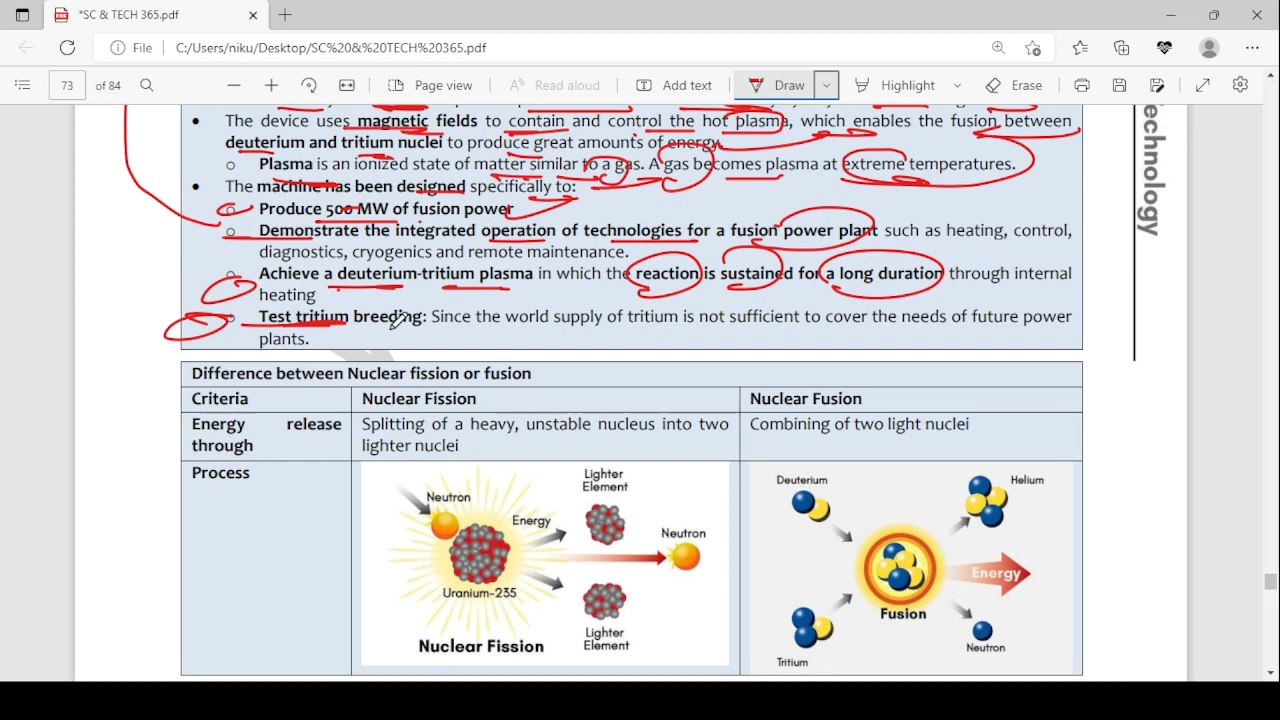 *SC & TECH 365.pdf
File
C:/Users/niku/Desktop/SC%20&%20TECH%20365.pdf
73
of 84
Page view
Read aloud
Add text
Draw
Highlight
Erase
• The device uses magnetic fields to contain and control the hot plasma, which enables the fusion between
deuterium and tritium nuclei to produce great amounts of energy.
o Plasma is an ionized state of matter similar to a gas. A gas becomes plasma at extreme temperatures.
• The machine has been designed specifically to:
o Produce 500 MW of fusion power
o Demonstrate the integrated operation of technologies for a fusion power plant such as heating, control,
diagnostics, cryogenics and remote maintenance.
o Achieve a deuterium-tritium plasma in which the reaction is sustained for a long duration through internal
heating
o Test tritium breeding: Since the world supply of tritium is not sufficient to cover the needs of future power
plants.
echnology
Difference between Nuclear fission or fusion
Criteria
Nuclear Fission
Nuclear Fusion
Energy release
through
Splitting of a heavy, unstable nucleus into two
lighter nuclei
Combining of two light nuclei
Process
Neutron
Energy
Uranium-235
Lighter
Element
Neutron
Lighter
Element
Nuclear Fission
Deuterium
Helium
Energy
Fusion
Tritium
Neutron